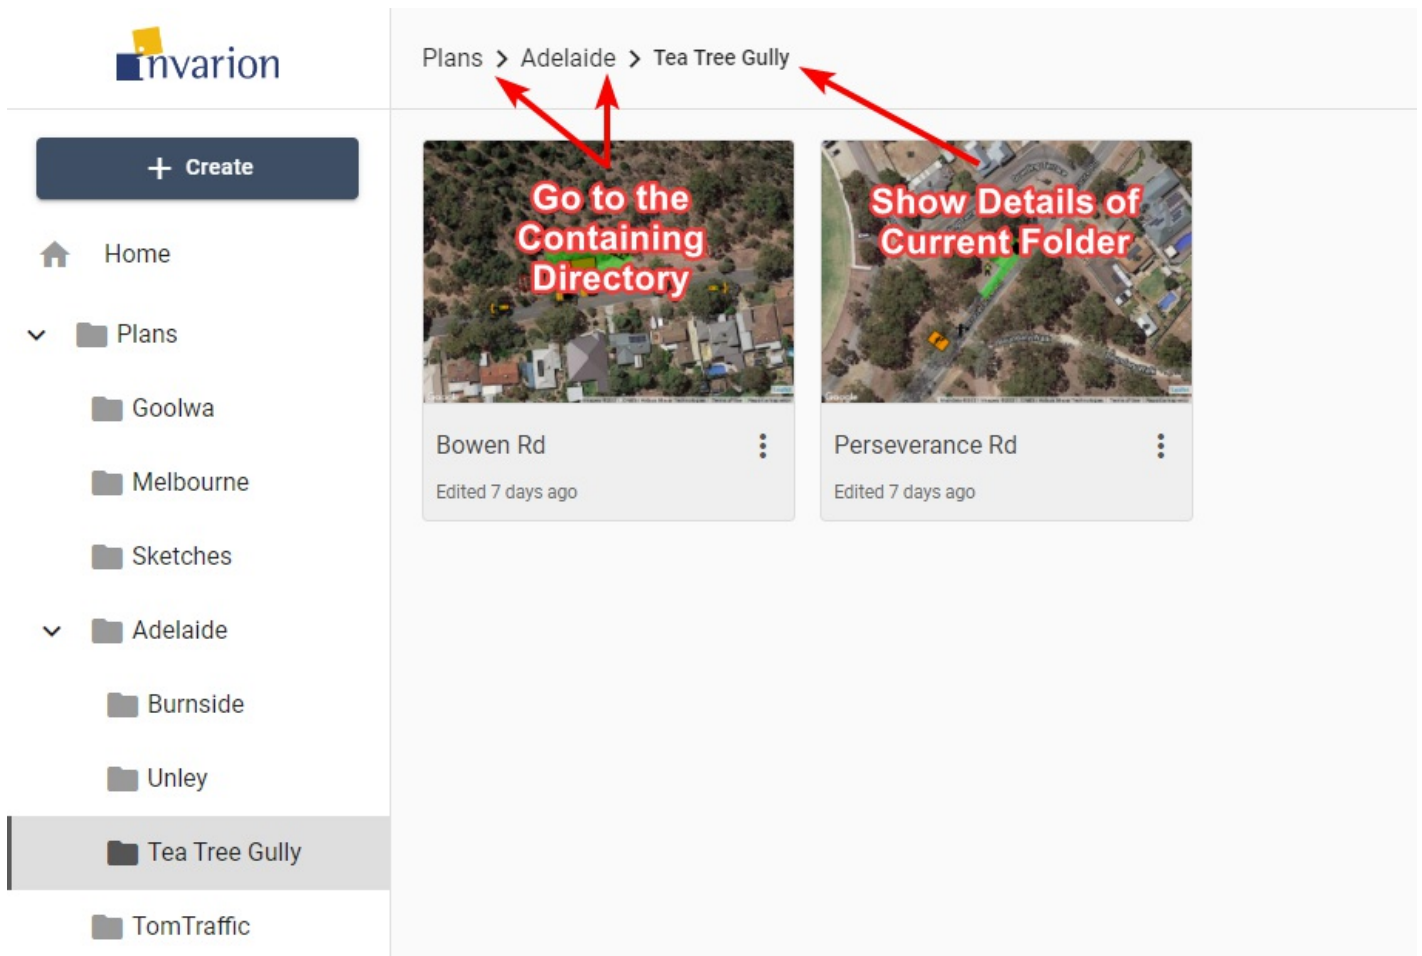 invarion
Plans > Adelaide > Tea Tree Gully
+ Create
Home
Plans
Goolwa
Melbourne
Sketches
Adelaide
Burnside
Unley
Tea Tree Gully
TomTraffic
Go to the
Containing
Directory
Google
Bowen Rd
Edited 7 days ago
Show Details of
Current Folder
Google
Perseverance Rd
Edited 7 days ago